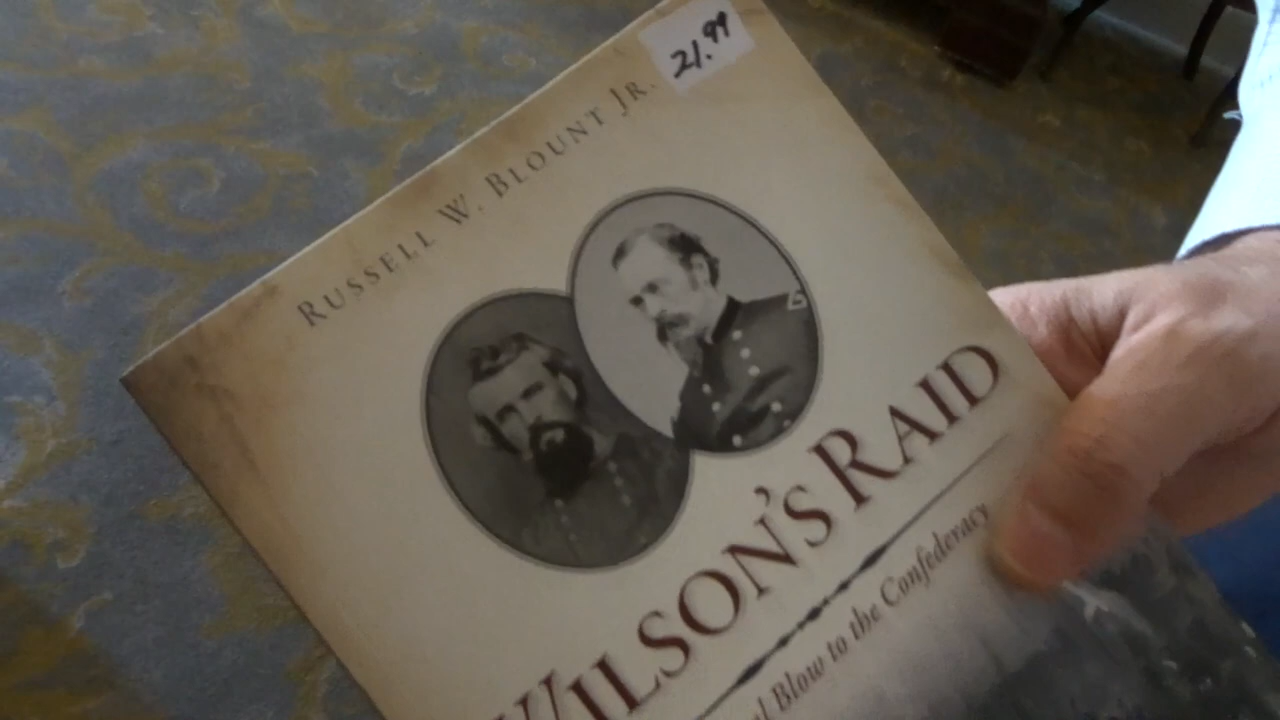 21.99
RUSSELL W. BLOUNT JR.
WILSON'S RAID
Blow to the Confederacy